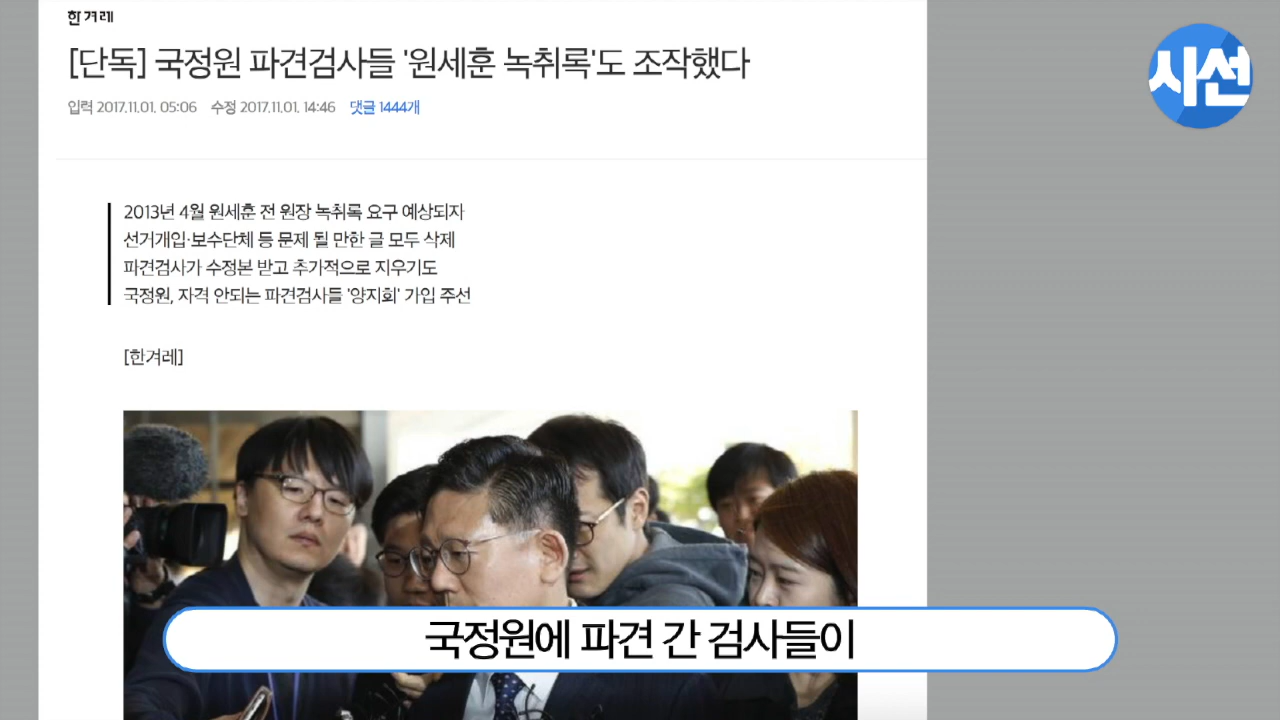 한겨레
[단독] 국정원 파견검사들 '원세훈 녹취록'도 조작했다
입력 2017.11.01. 05:06 수정 2017.11.01. 14:46 댓글 1444개
시선
2013년 4월 원세훈 전 원장 녹취록 요구 예상되자
선거개입·보수단체 등 문제 될 만한 글 모두 삭제
파견검사가 수정본 받고 추가적으로 지우기도
국정원, 자격 안되는 파견검사들 '양지회' 가입 주선
[한겨레]
국정원에 파견 간 검사들이